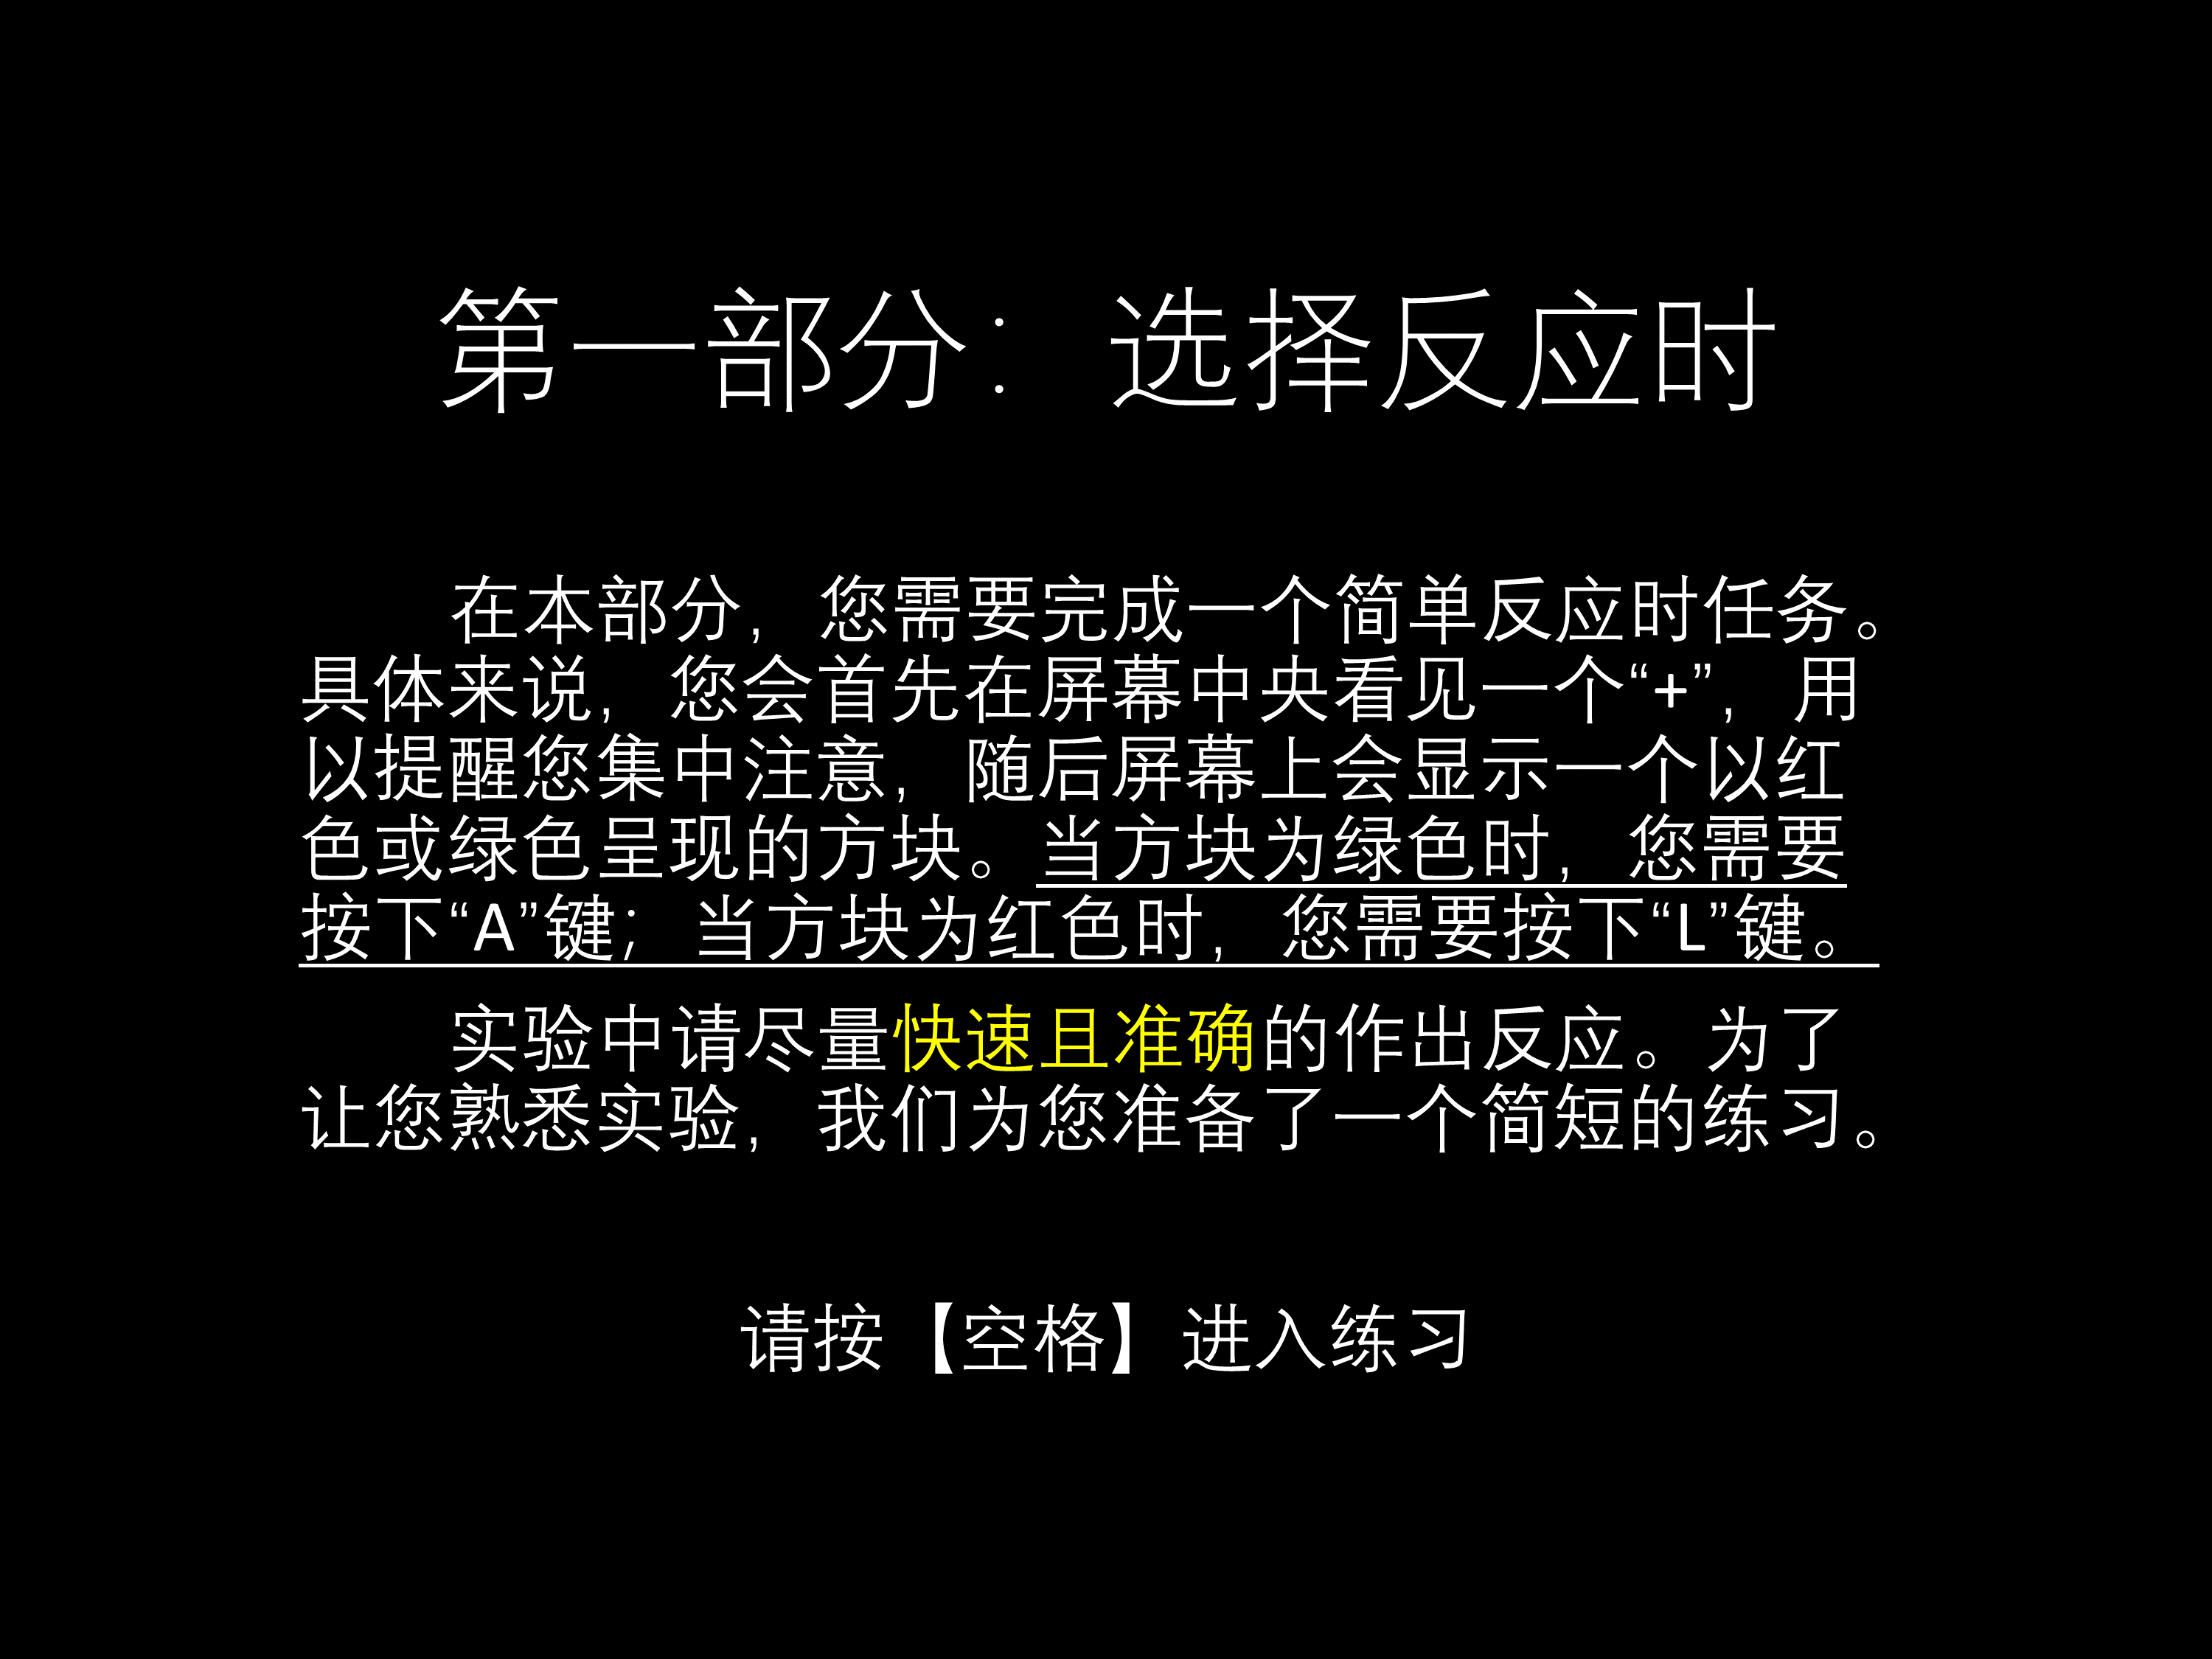 第一部分：选择反应时
在本部分，您需要完成一个简单反应时任务。
具体来说，您会首先在屏幕中央看见一个“+”，用
以提醒您集中注意，随后屏幕上会显示一个以红
色或绿色呈现的方块。当方块为绿色时，您需要
按下“A”键；当方块为红色时，您需要按下“L”键。
实验中请尽量快速且准确的作出反应。为了
让您熟悉实验，我们为您准备了一个简短的练习。
请按【空格】进入练习